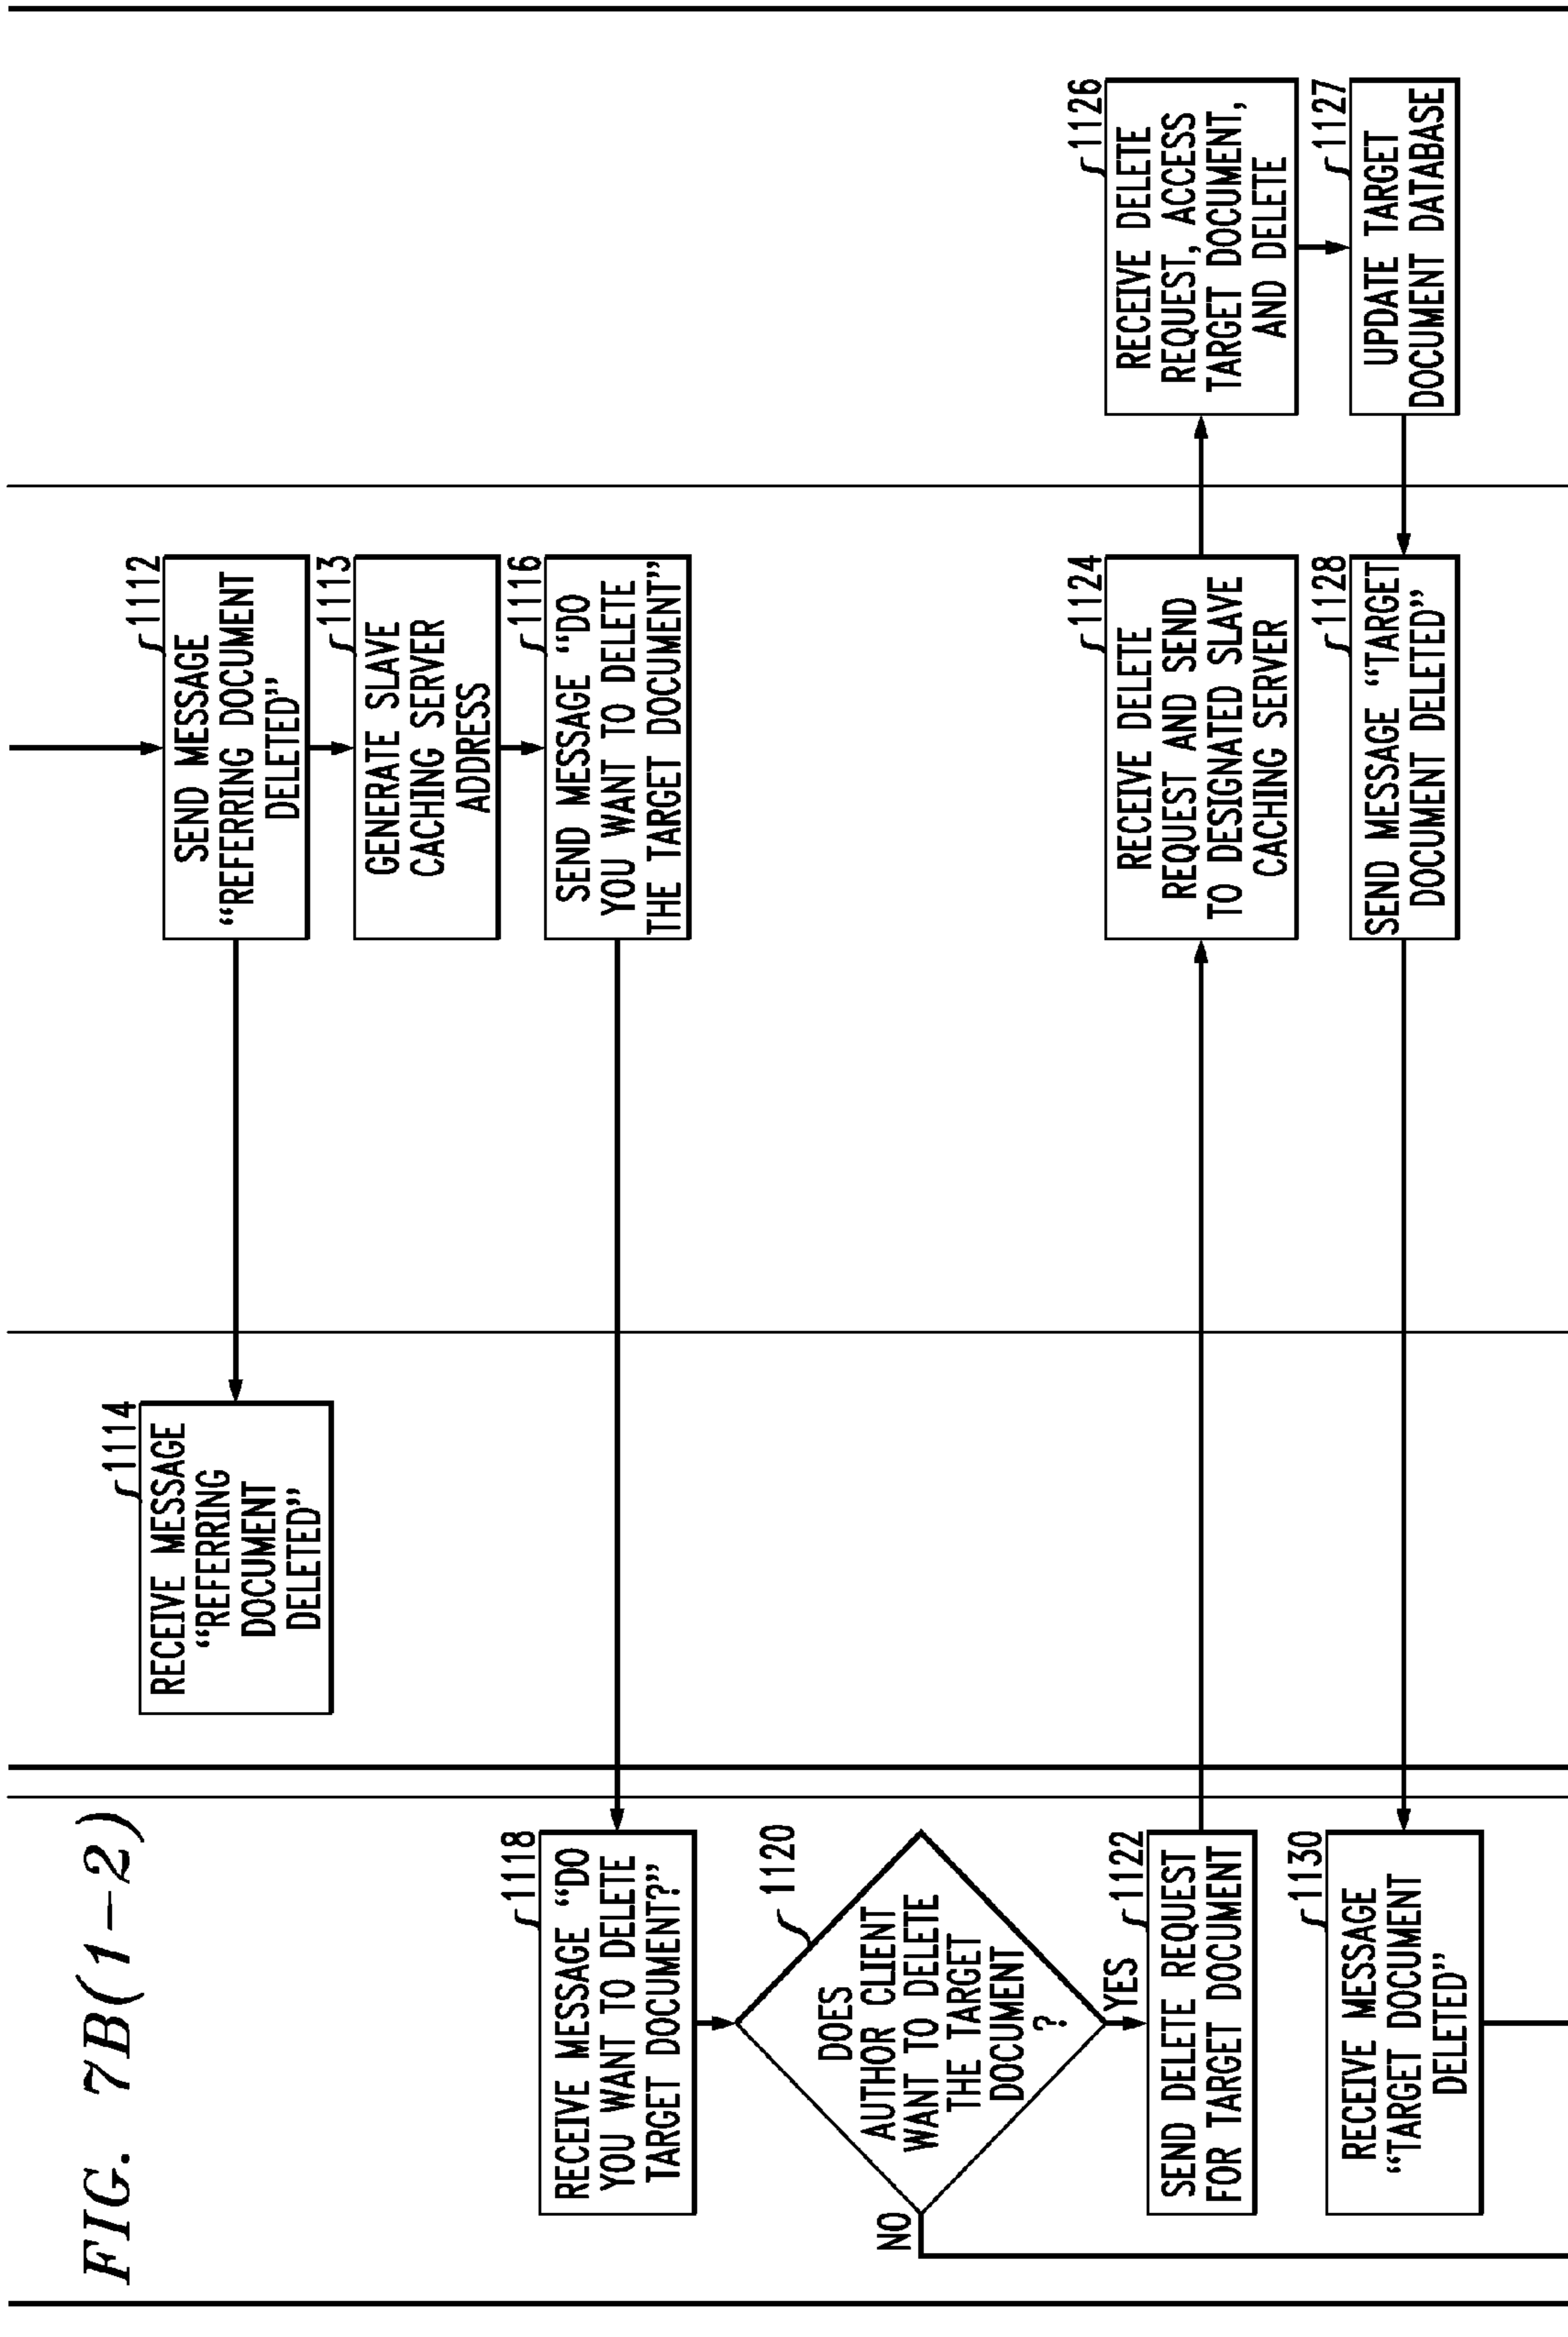 FIG. 7B(1-2)
1112
SEND MESSAGE
“REFERRING DOCUMENT
DELETED”
1114
RECEIVE MESSAGE
“REFERRING
DOCUMENT
DELETED”
1113
GENERATE SLAVE
CACHING SERVER
ADDRESS
1116
SEND MESSAGE “DO
YOU WANT TO DELETE
THE TARGET DOCUMENT”
1118
RECEIVE MESSAGE “DO
YOU WANT TO DELETE
TARGET DOCUMENT?”
1120
DOES
AUTHOR CLIENT
WANT TO DELETE
THE TARGET
DOCUMENT
?
NO
YES
1122
SEND DELETE REQUEST
FOR TARGET DOCUMENT
1124
RECEIVE DELETE
REQUEST AND SEND
TO DESIGNATED SLAVE
CACHING SERVER
1126
RECEIVE DELETE
REQUEST, ACCESS
TARGET DOCUMENT,
AND DELETE
1127
UPDATE TARGET
DOCUMENT DATABASE
1128
SEND MESSAGE “TARGET
DOCUMENT DELETED”
1130
RECEIVE MESSAGE
“TARGET DOCUMENT
DELETED”